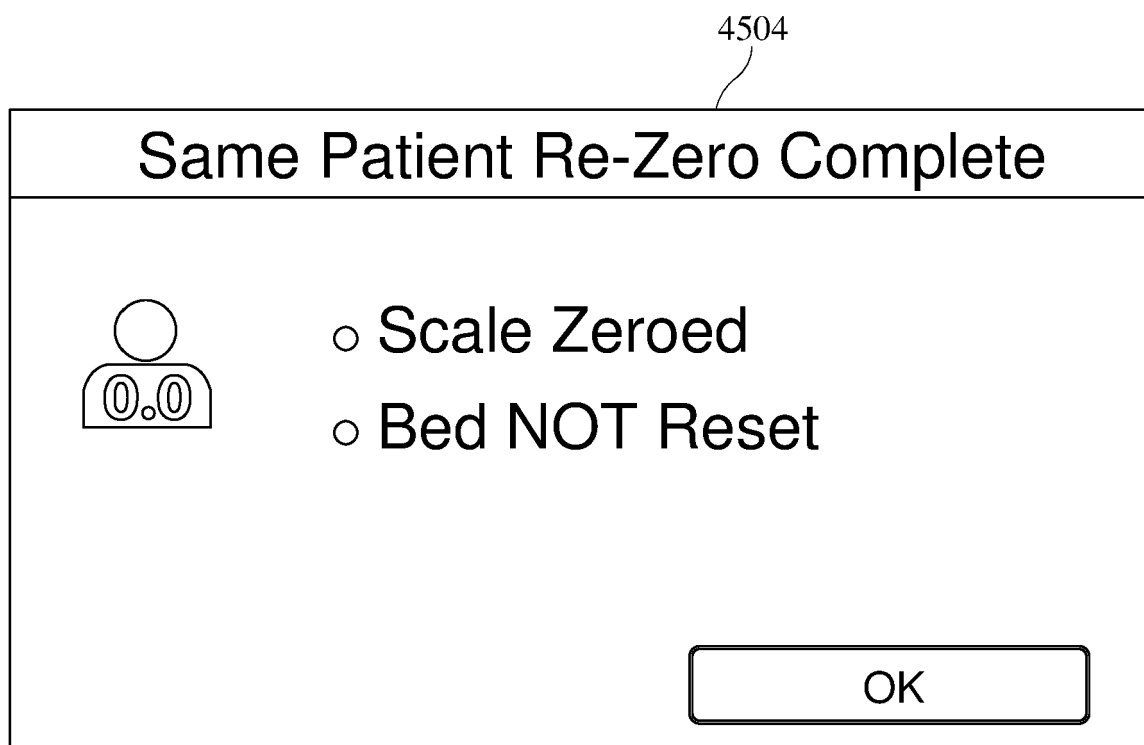 4504
Same Patient Re-Zero Complete
Scale Zeroed
0.0
Bed NOT Reset
OK